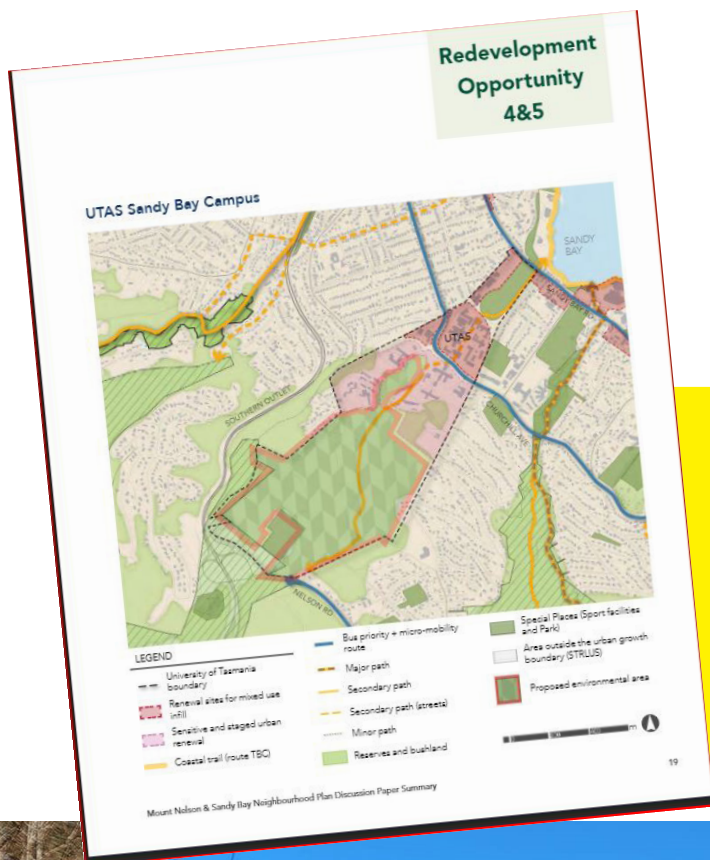 Redevelopment
Opportunity
4&5
UTAS Sandy Bay Campus
SANDY
BAY
SANDY BAY RD
UTAS
SOUTHERN OUTLET
CHURCHILL AVE
NELSON RD
LEGEND
University of Tasmania
boundary
Renewal sites for mixed use
infill
Sensitive and staged urban
renewal
Coastal trail (route TBC)
Bus priority + micro-mobility
route
Major path
Secondary path
Secondary path (streets)
Minor path
Reserves and bushland
Special Places (Sport facilities
and Park)
Area outside the urban growth
boundary (STRLUS)
Proposed environmental area
m
Mount Nelson & Sandy Bay Neighbourhood Plan Discussion Paper Summary
19